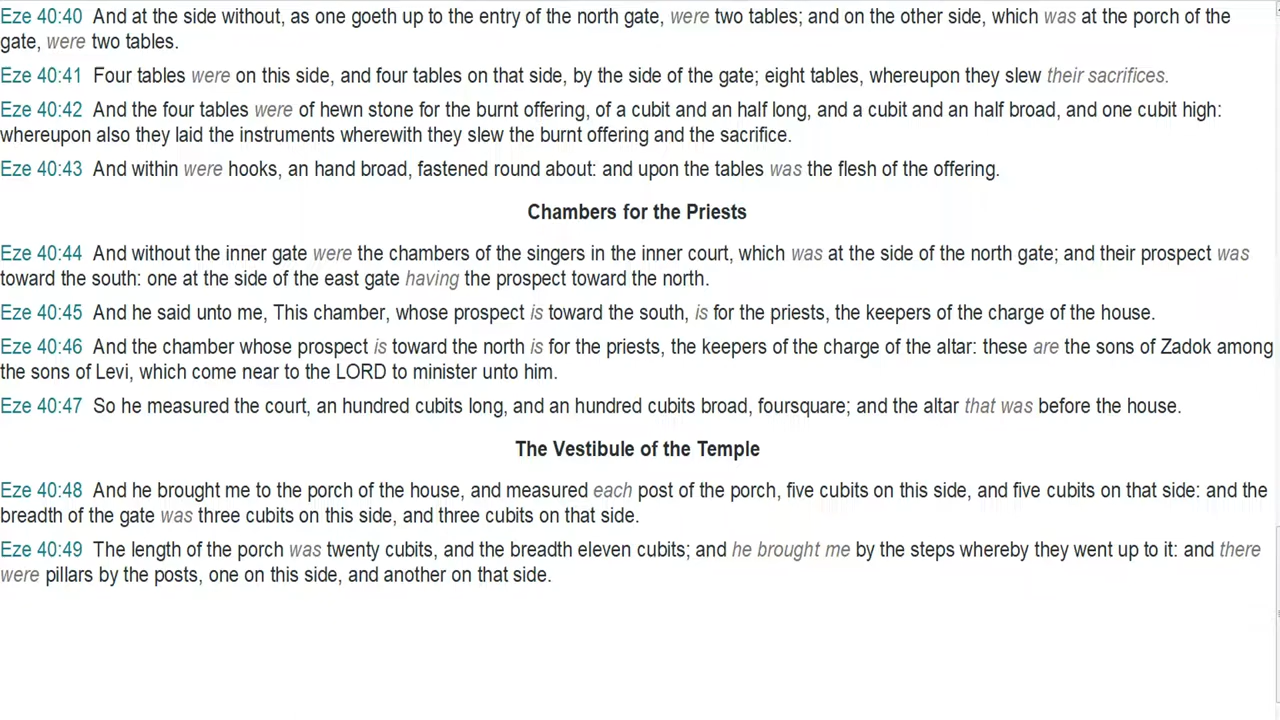 Eze 40:40 And at the side without, as one goeth up to the entry of the north gate, were two tables; and on the other side, which was at the porch of the
gate, were two tables.
Eze 40:41 Four tables were on this side, and four tables on that side, by the side of the gate; eight tables, whereupon they slew their sacrifices.
Eze 40:42 And the four tables were of hewn stone for the burnt offering, of a cubit and an half long, and a cubit and an half broad, and one cubit high:
whereupon also they laid the instruments wherewith they slew the burnt offering and the sacrifice.
Eze 40:43 And within were hooks, an hand broad, fastened round about: and upon the tables was the flesh of the offering.
Chambers for the Priests
Eze 40:44 And without the inner gate were the chambers of the singers in the inner court, which was at the side of the north gate; and their prospect was
toward the south: one at the side of the east gate having the prospect toward the north.
Eze 40:45 And he said unto me, This chamber, whose prospect is toward the south, is for the priests, the keepers of the charge of the house.
Eze 40:46 And the chamber whose prospect is toward the north is for the priests, the keepers of the charge of the altar: these are the sons of Zadok among
the sons of Levi, which come near to the LORD to minister unto him.
Eze 40:47 So he measured the court, an hundred cubits long, and an hundred cubits broad, foursquare; and the altar that was before the house.
The Vestibule of the Temple
Eze 40:48 And he brought me to the porch of the house, and measured each post of the porch, five cubits on this side, and five cubits on that side: and the
breadth of the gate was three cubits on this side, and three cubits on that side.
Eze 40:49 The length of the porch was twenty cubits, and the breadth eleven cubits; and he brought me by the steps whereby they went up to it: and there
were pillars by the posts, one on this side, and another on that side.